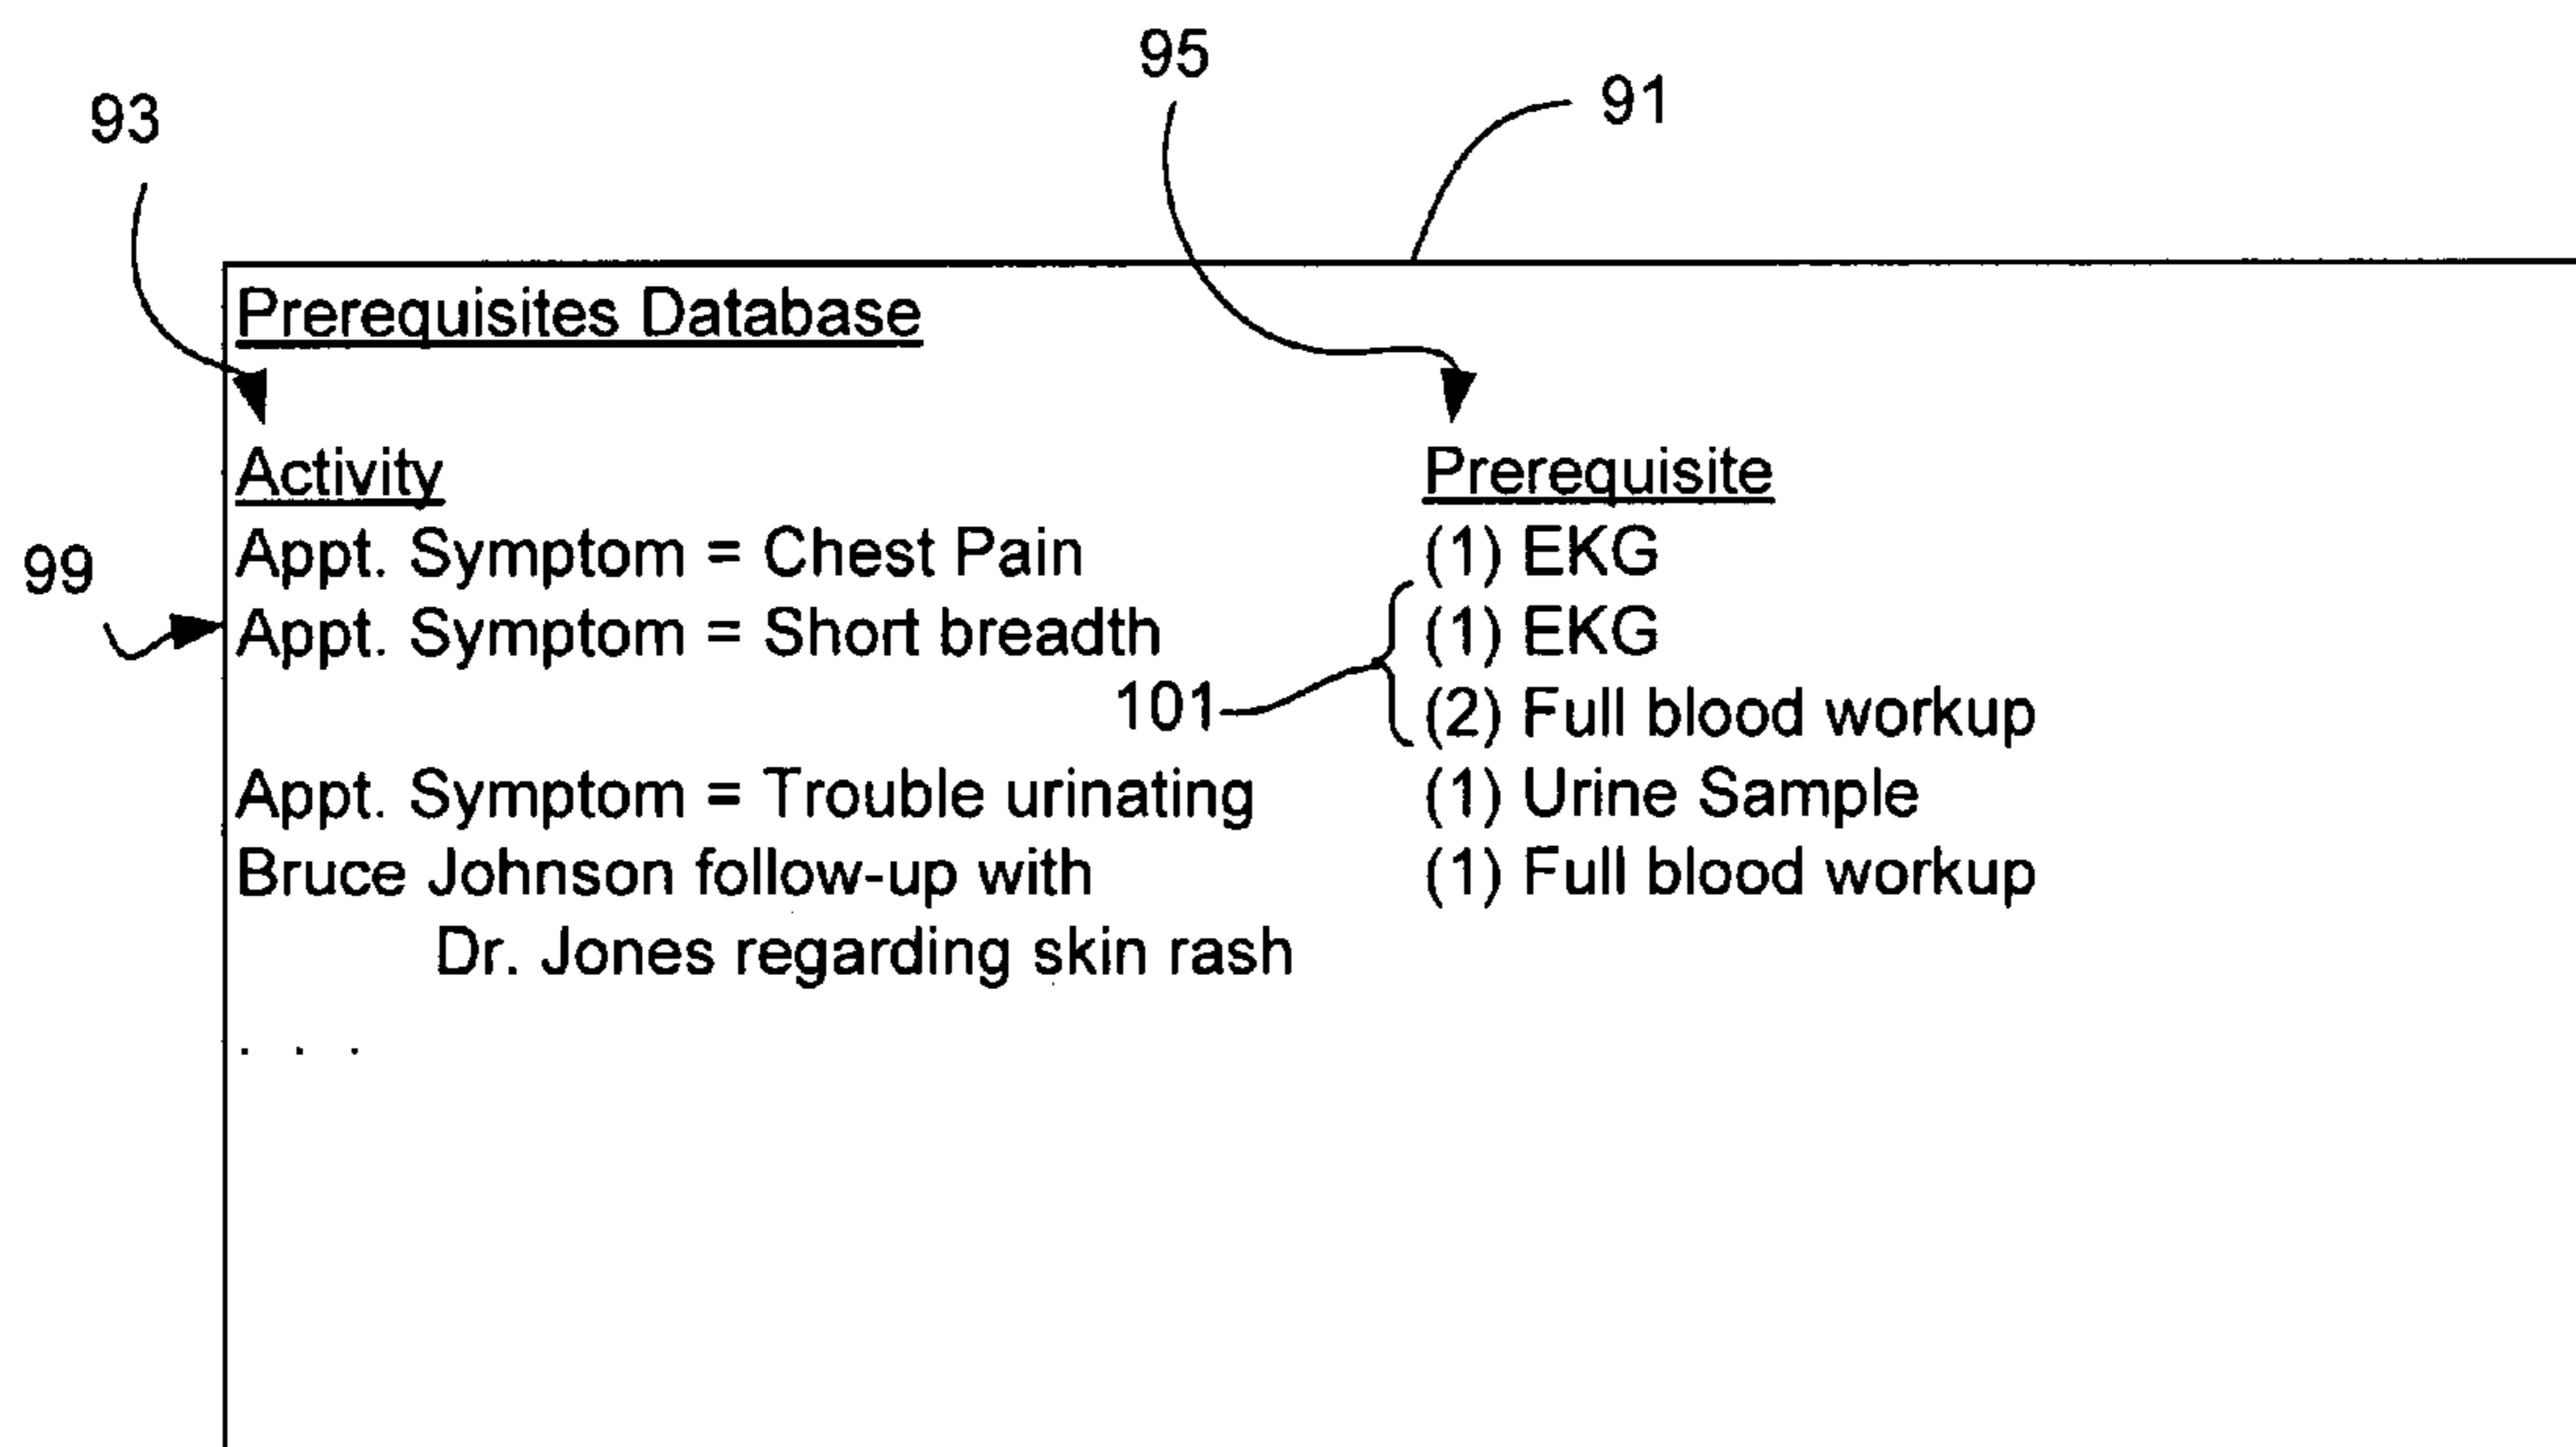 95
91
93
Prerequisites Database
Activity Prerequisite
Appt. Symptom = Chest Pain (1) EKG
99
Appt. Symptom = Short breadth (1) EKG
101 (2) Full blood workup
Appt. Symptom = Trouble urinating (1) Urine Sample
Bruce Johnson follow-up with (1) Full blood workup
Dr. Jones regarding skin rash
. . .